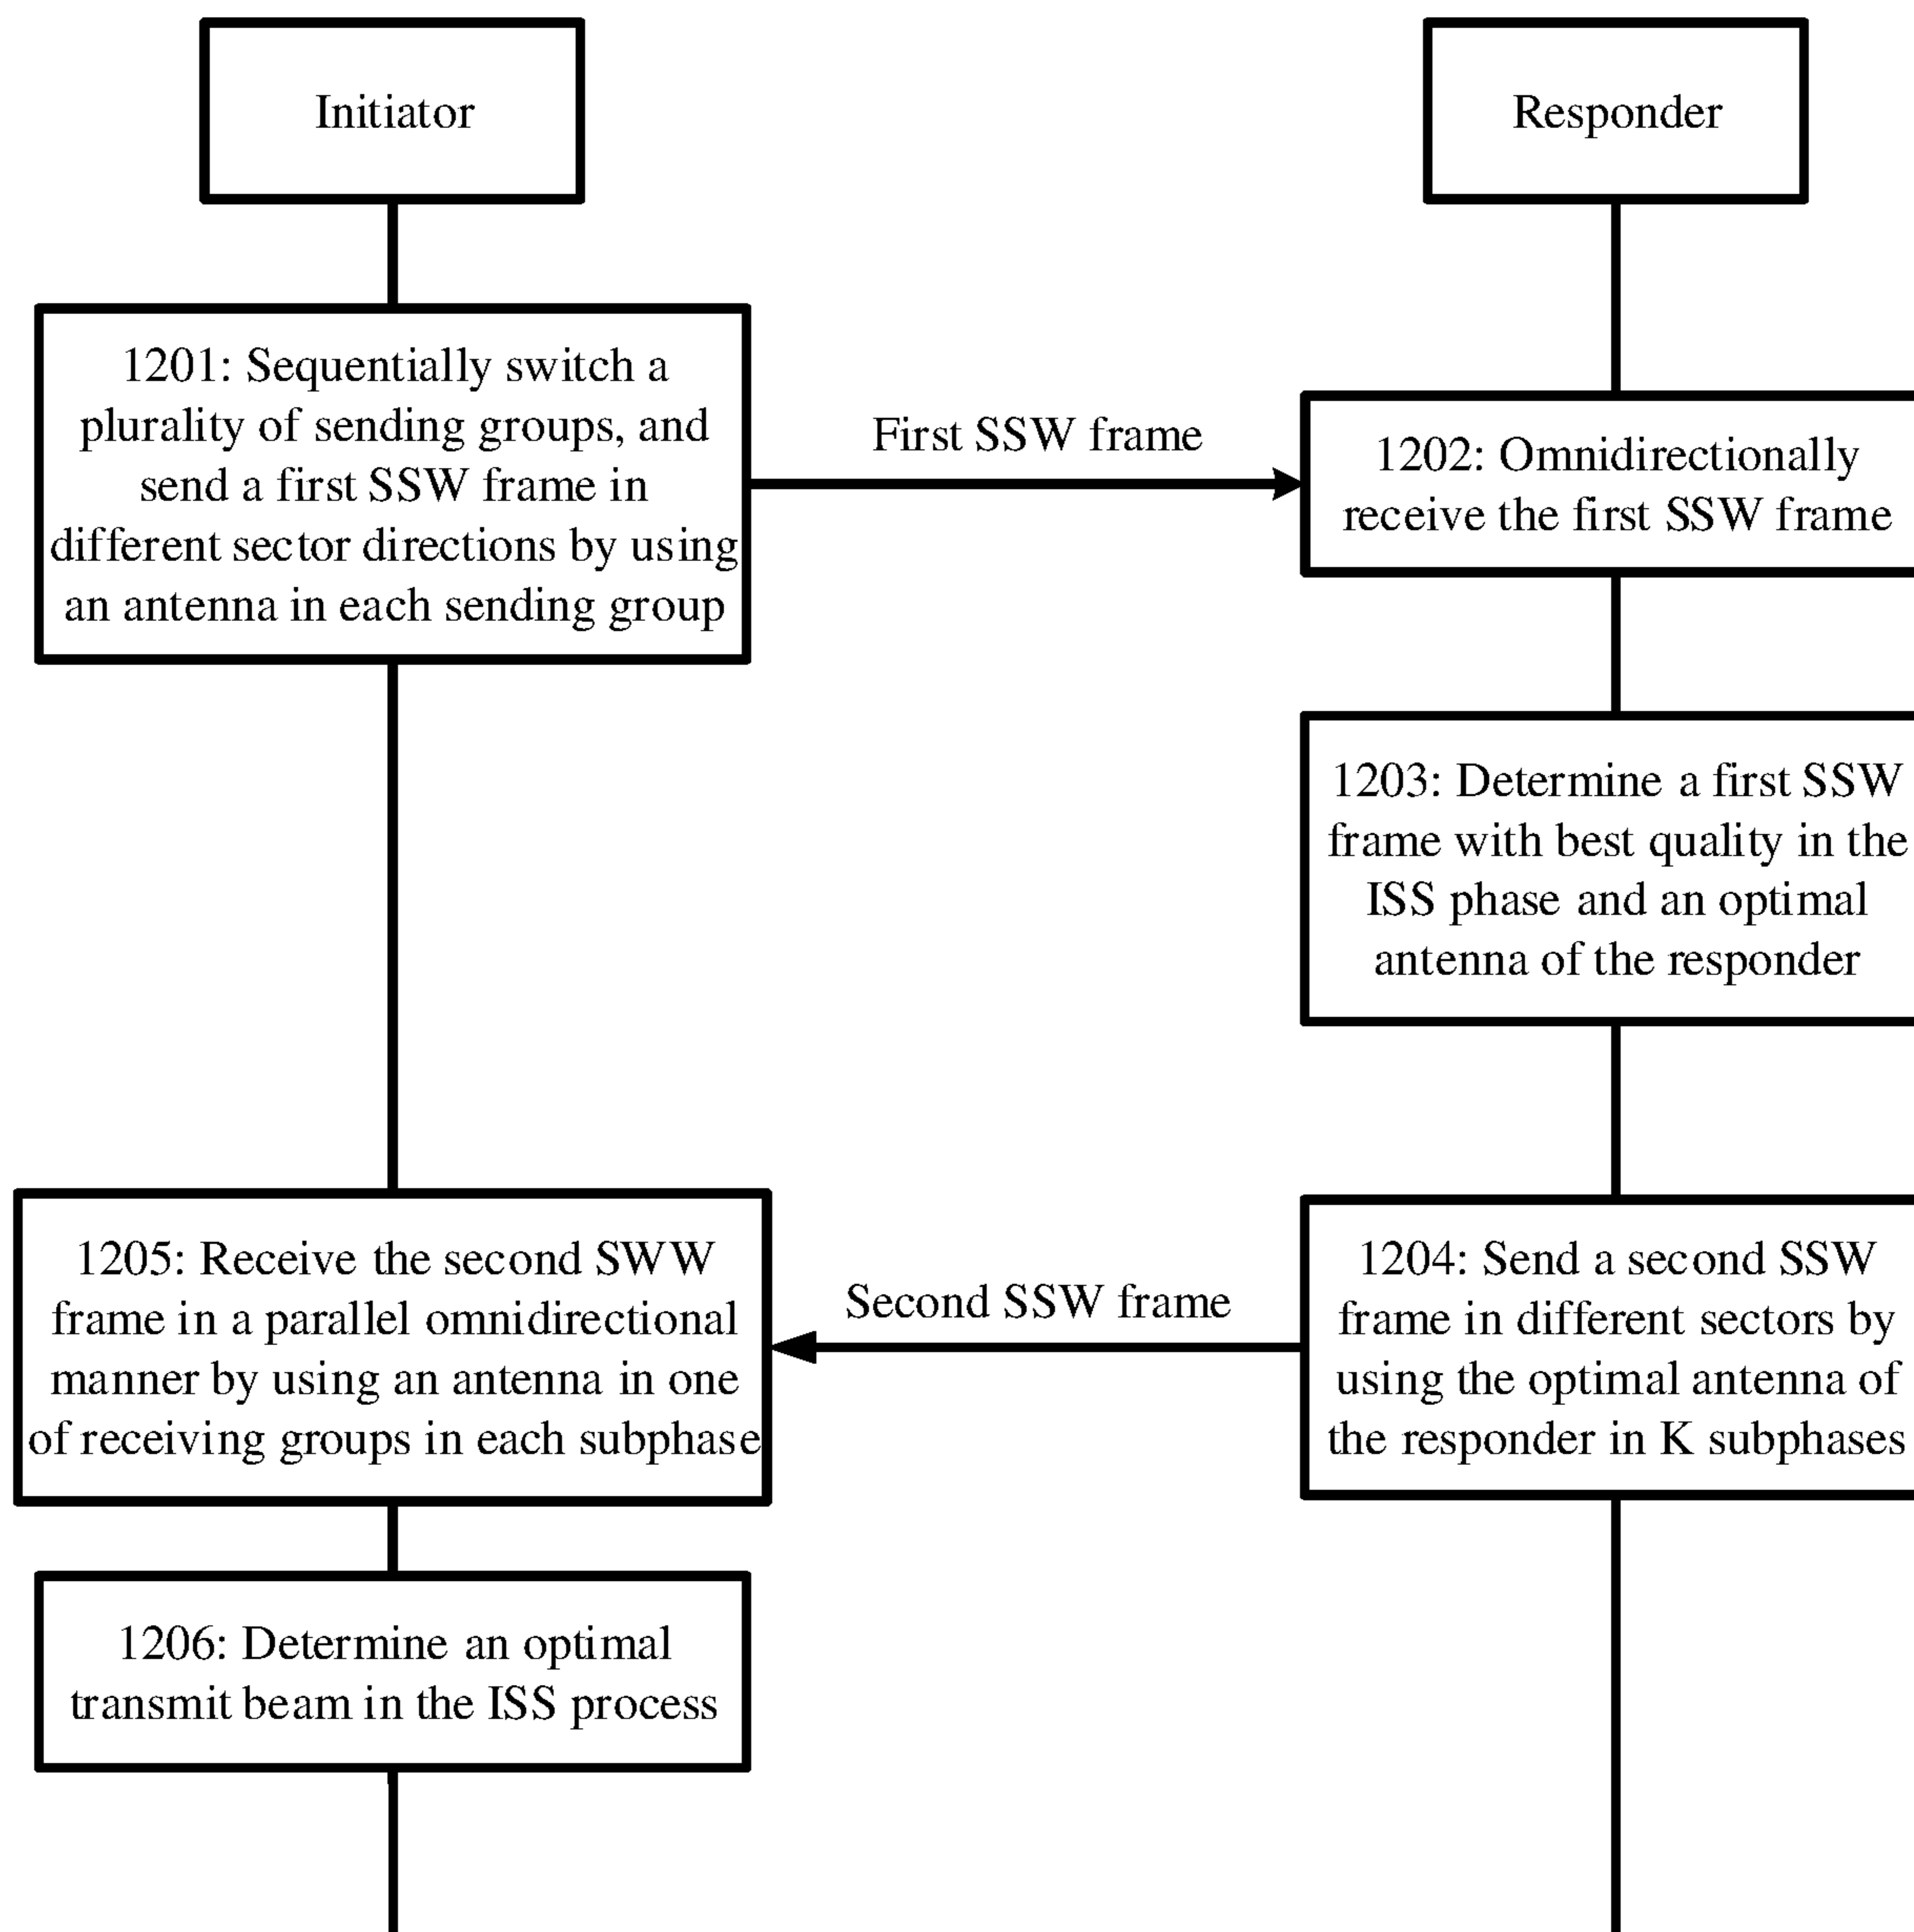 Initiator
Responder
1201: Sequentially switch a
plurality of sending groups, and
send a first SSW frame in
different sector directions by using
an antenna in each sending group
First SSW frame
1202: Omnidirectionally
receive the first SSW frame
1203: Determine a first SSW
frame with best quality in the
ISS phase and an optimal
antenna of the responder
1205: Receive the second SWW
frame in a parallel omnidirectional
manner by using an antenna in one
of receiving groups in each subphase
Second SSW frame
1204: Send a second SSW
frame in different sectors by
using the optimal antenna of
the responder in K subphases
1206: Determine an optimal
transmit beam in the ISS process